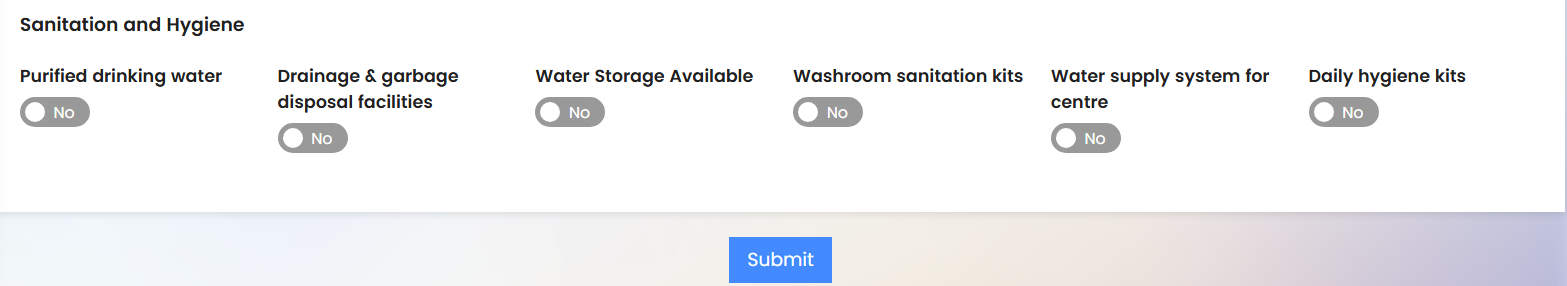 Sanitation and Hygiene
Purified drinking water
No
Drainage & garbage
disposal facilities
No
Water Storage Available
No
Washroom sanitation kits
No
Water supply system for
centre
No
Daily hygiene kits
No
Submit